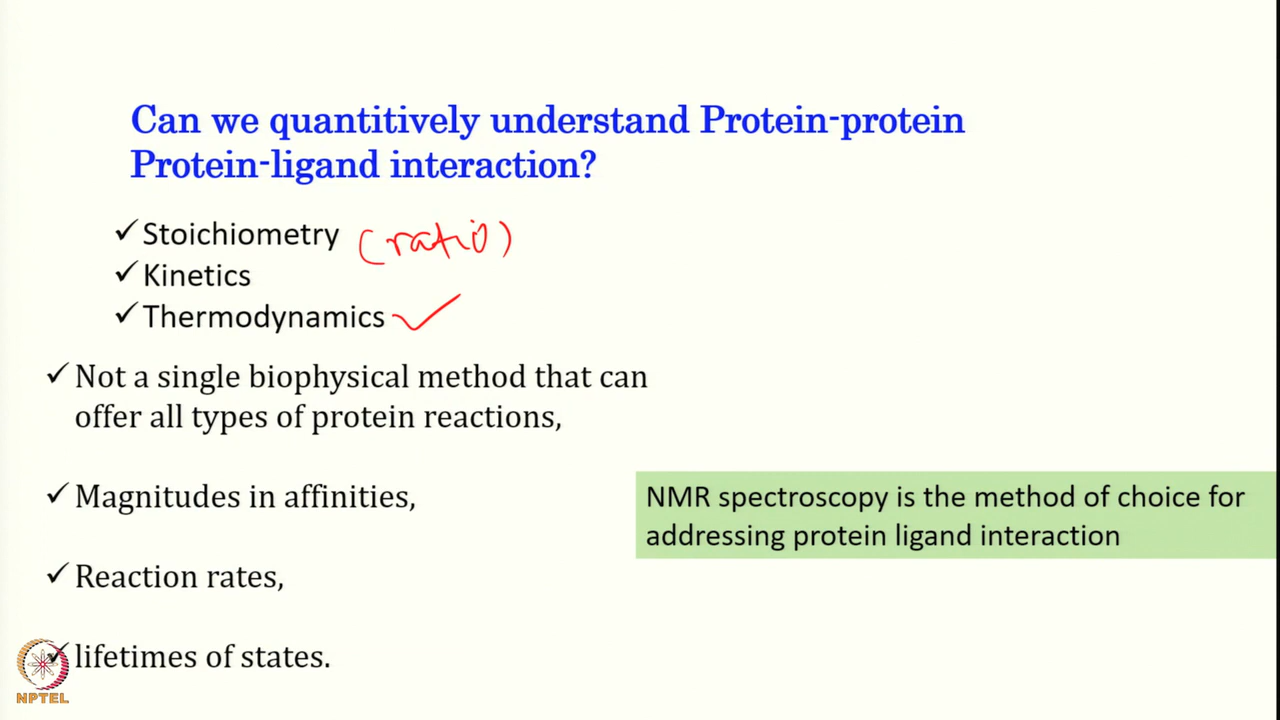 Can we quantitively understand Protein-protein
Protein-ligand interaction?
✓ Stoichiometry (ratio)
✓ Kinetics
✓ Thermodynamics ✓
✓ Not a single biophysical method that can
offer all types of protein reactions,
✓ Magnitudes in affinities,
NMR spectroscopy is the method of choice for
addressing protein ligand interaction
✓ Reaction rates,
✓ lifetimes of states.
NPTEL